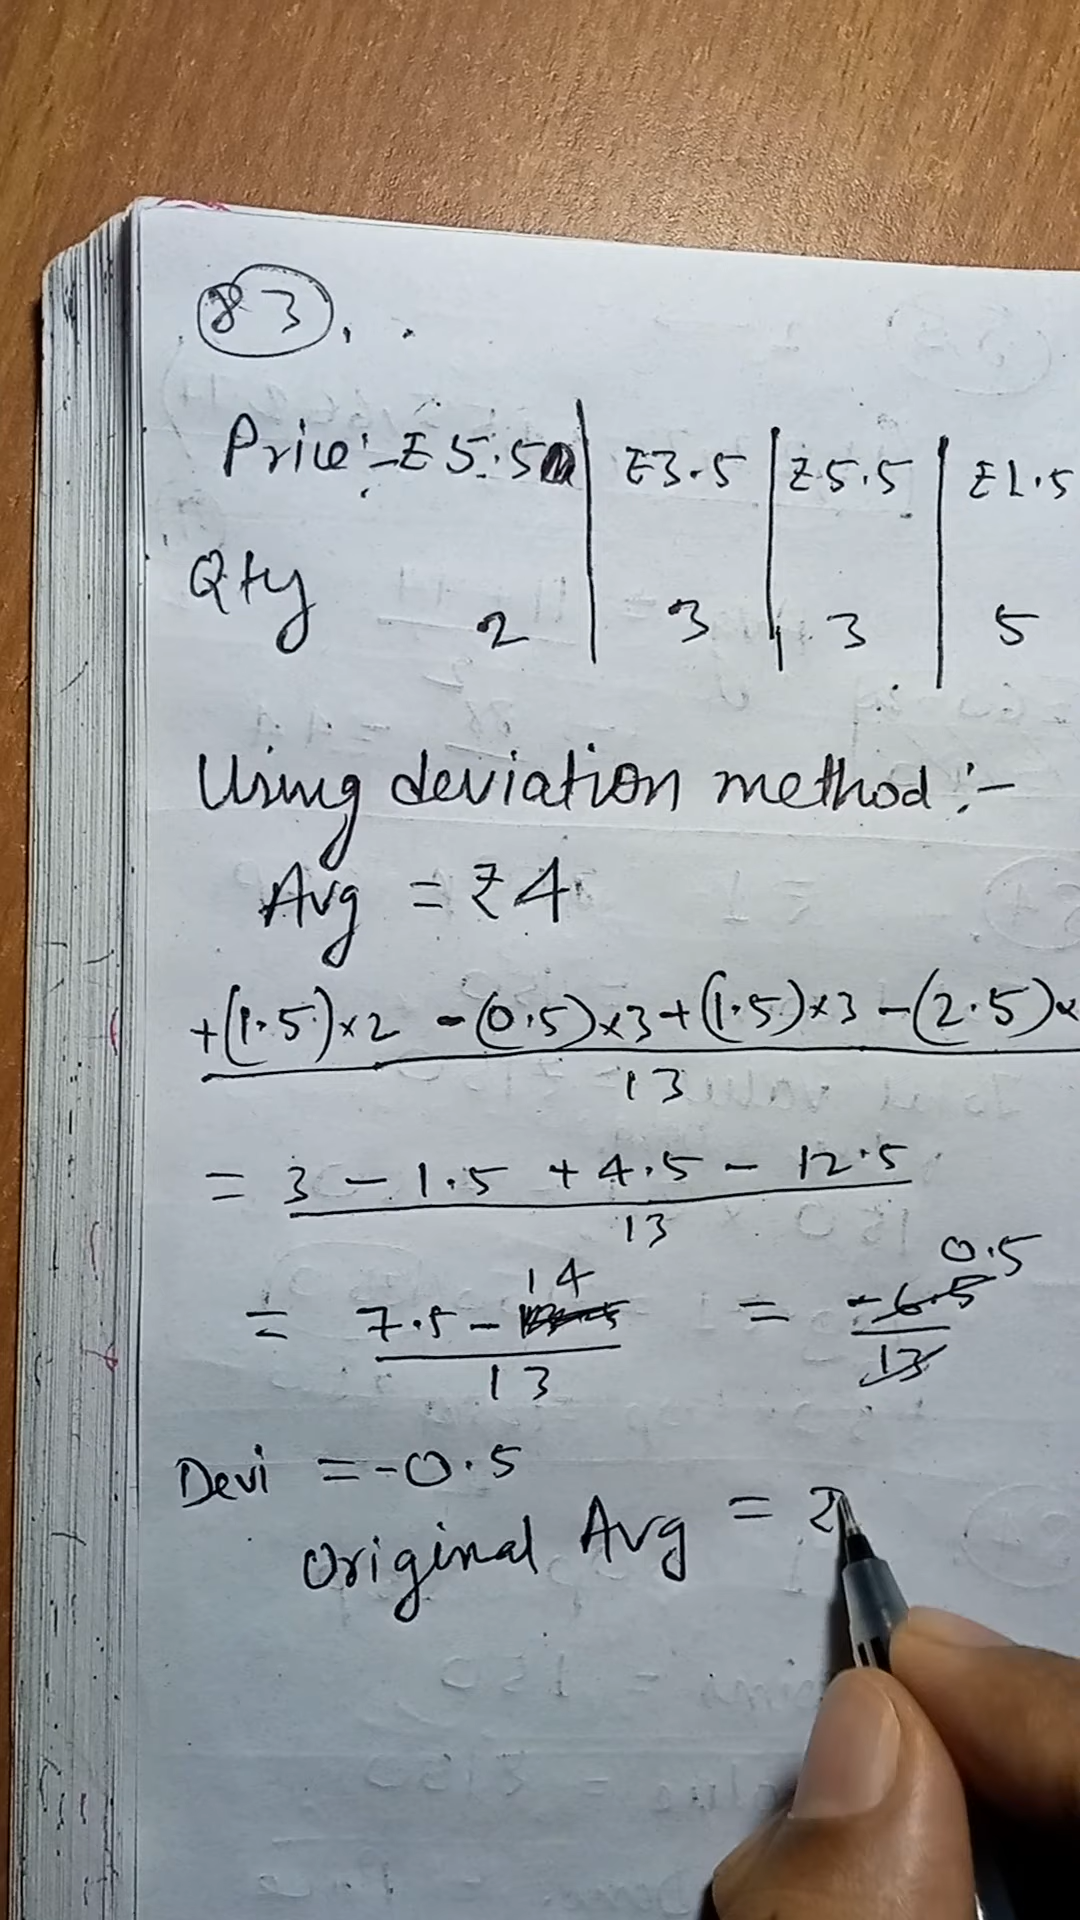 83.
Price:- ₹5.50 | ₹3.5 | ₹5.5 | ₹1.5
Qty 2 | 3 | 3 | 5
Using deviation method :-
Avg = ₹4
+(1.5)×2 -(0.5)×3+(1.5)×3-(2.5)×
13
= 3 - 1.5 + 4.5 - 12.5
13
= 7.5 - 14 = -6.5 0.5
13 13
Devi = -0.5
Original Avg = ₹